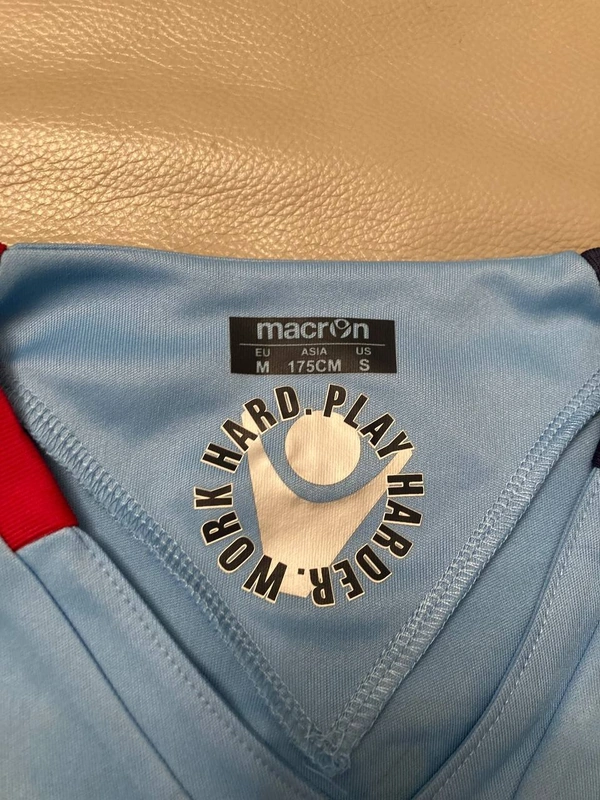 macron
EU ASIA US
M 175CM S
WORK HARD. PLAY HARDER.